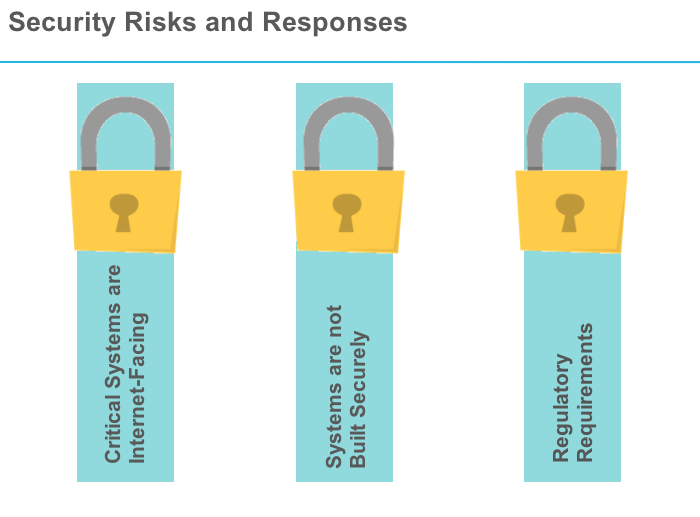 Security Risks and Responses
Critical Systems are
Internet-Facing
Systems are not
Built Securely
Regulatory
Requirements